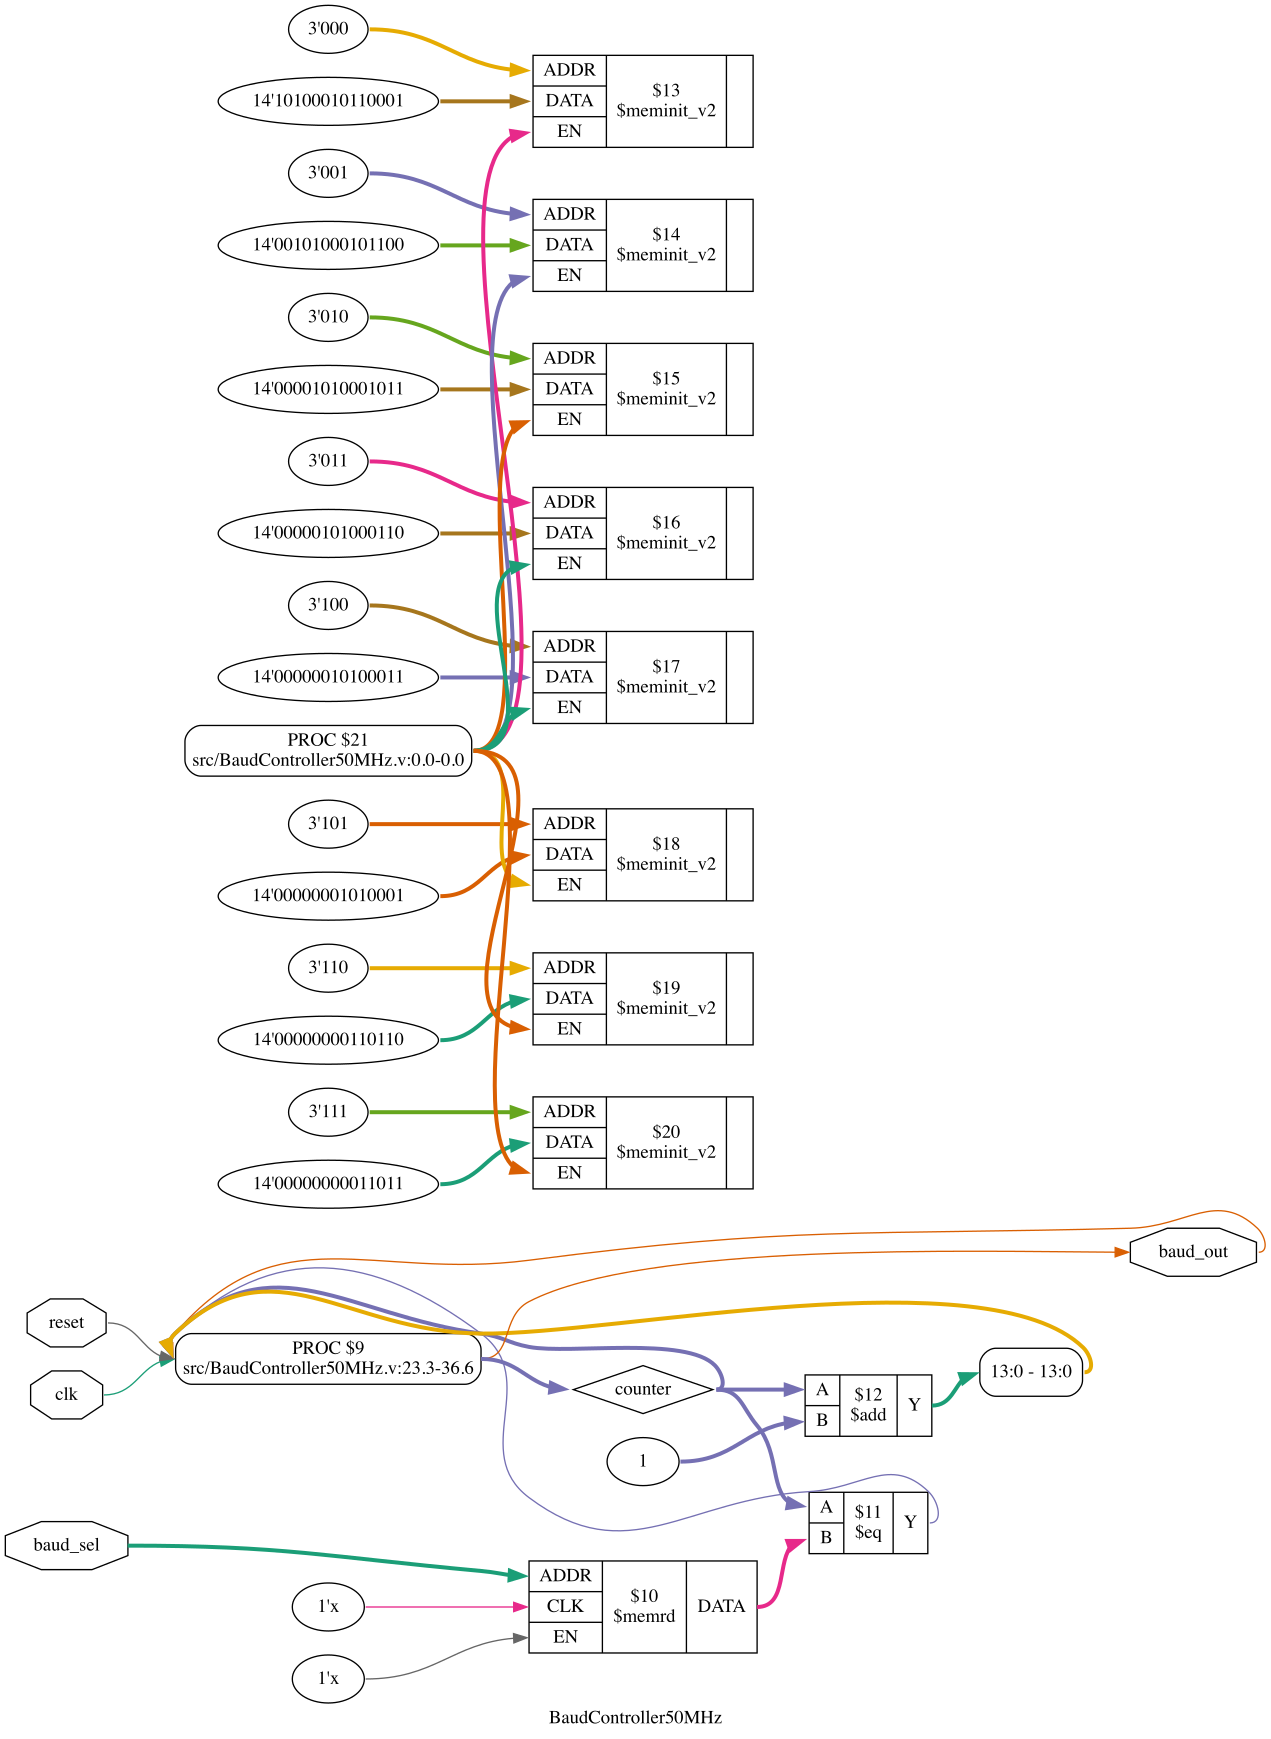 3'000
14'10100010110001
ADDR
DATA
EN
$13
$meminit_v2
3'001
14'00101000101100
ADDR
DATA
EN
$14
$meminit_v2
3'010
14'00001010001011
ADDR
DATA
EN
$15
$meminit_v2
3'011
14'00000101000110
ADDR
DATA
EN
$16
$meminit_v2
3'100
14'00000010100011
ADDR
DATA
EN
$17
$meminit_v2
PROC $21
src/BaudController50MHz.v:0.0-0.0
3'101
14'00000001010001
ADDR
DATA
EN
$18
$meminit_v2
3'110
14'00000000110110
ADDR
DATA
EN
$19
$meminit_v2
3'111
14'00000000011011
ADDR
DATA
EN
$20
$meminit_v2
baud_out
reset
clk
PROC $9
src/BaudController50MHz.v:23.3-36.6
counter
1
A
B
$12
$add
Y
13:0 - 13:0
A
B
$11
$eq
Y
baud_sel
1'x
1'x
ADDR
CLK
EN
$10
$memrd
DATA
BaudController50MHz